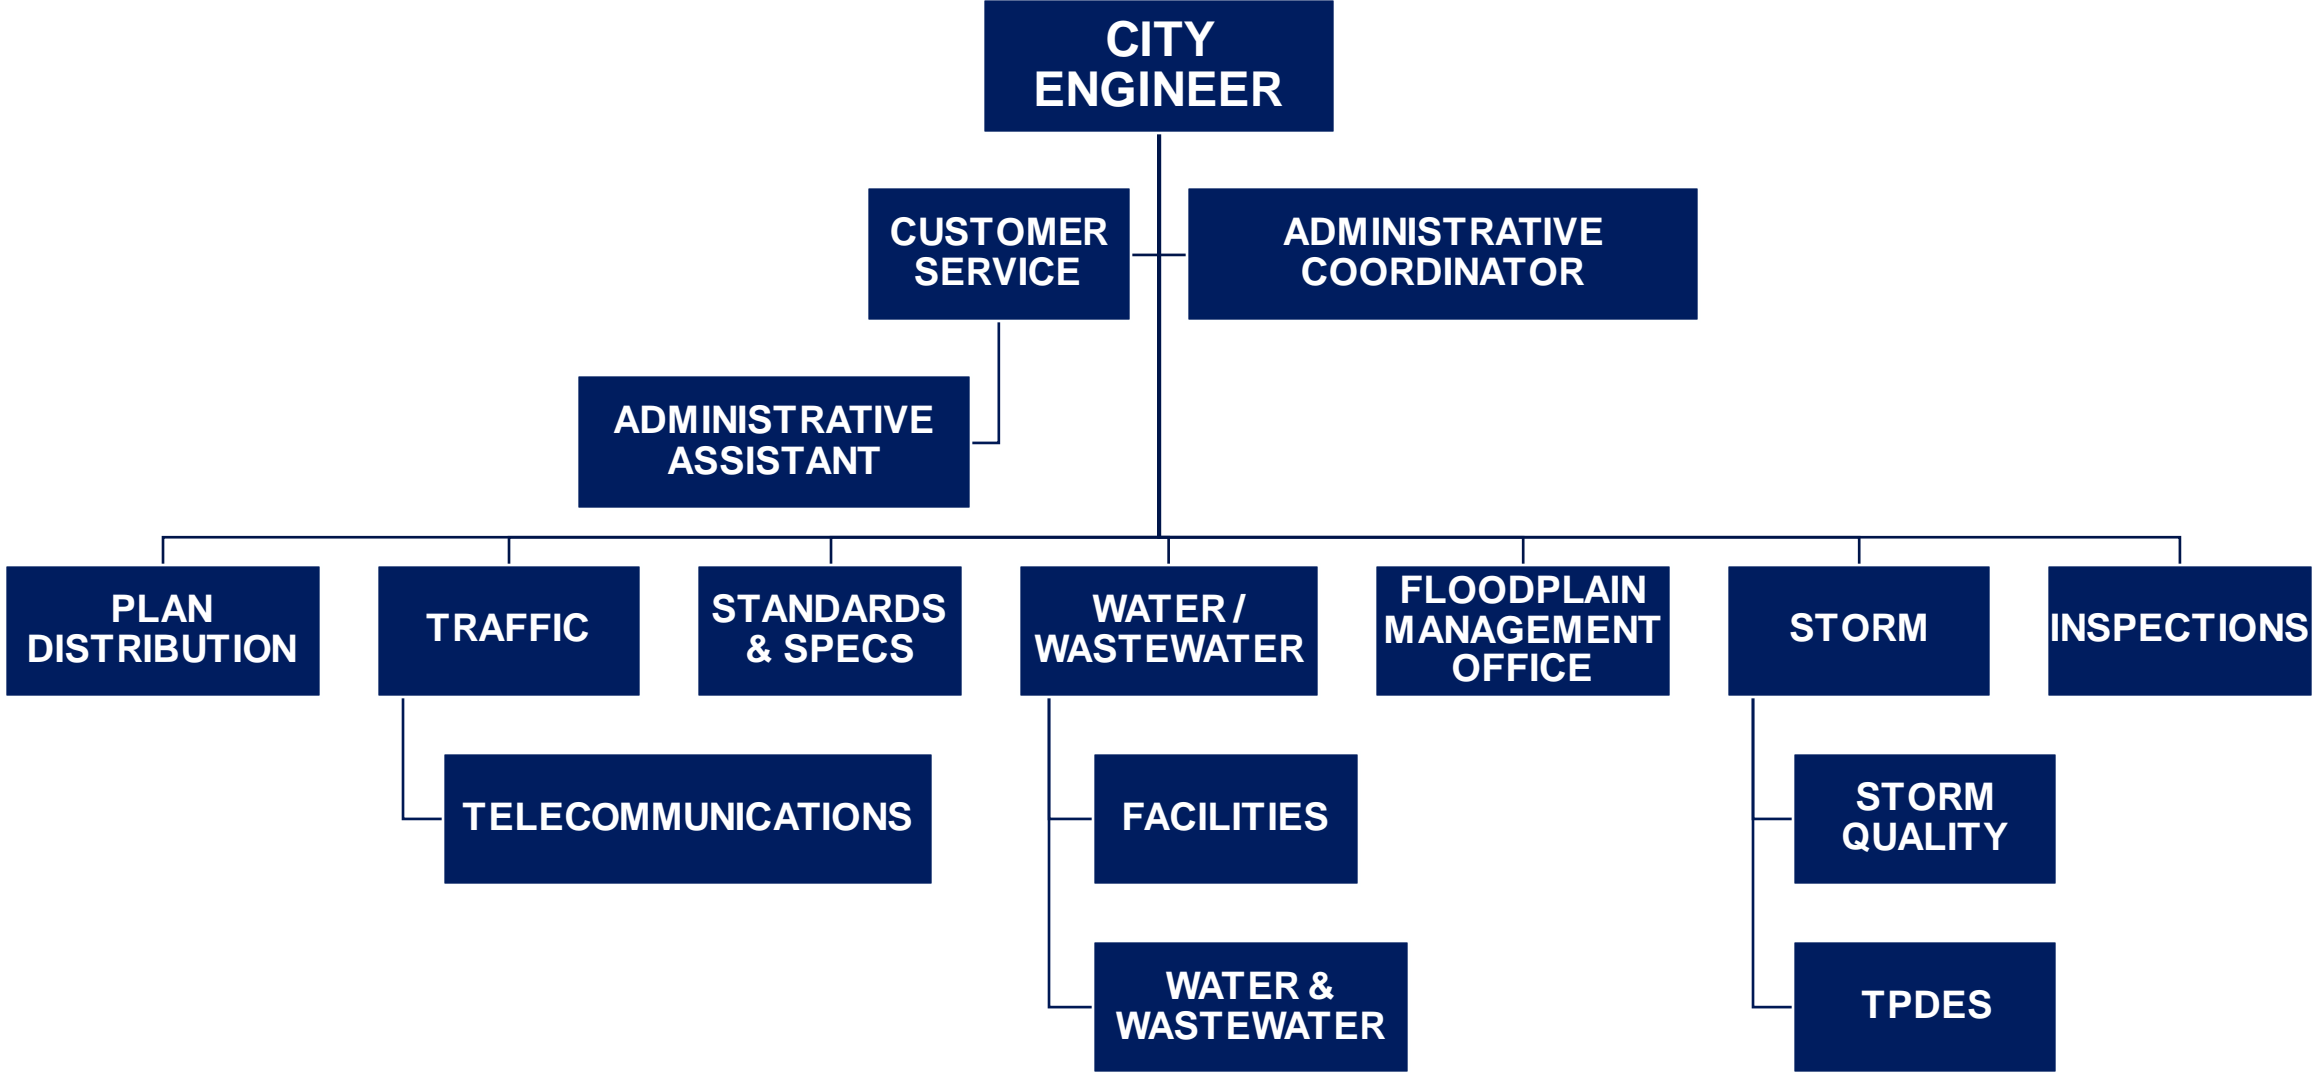 CITY
ENGINEER
CUSTOMER
SERVICE
ADMINISTRATIVE
COORDINATOR
ADMINISTRATIVE
ASSISTANT
PLAN
DISTRIBUTION
TRAFFIC
STANDARDS
& SPECS
WATER /
WASTEWATER
FLOODPLAIN
MANAGEMENT
OFFICE
STORM
INSPECTIONS
TELECOMMUNICATIONS
FACILITIES
STORM
QUALITY
WATER &
WASTEWATER
TPDES